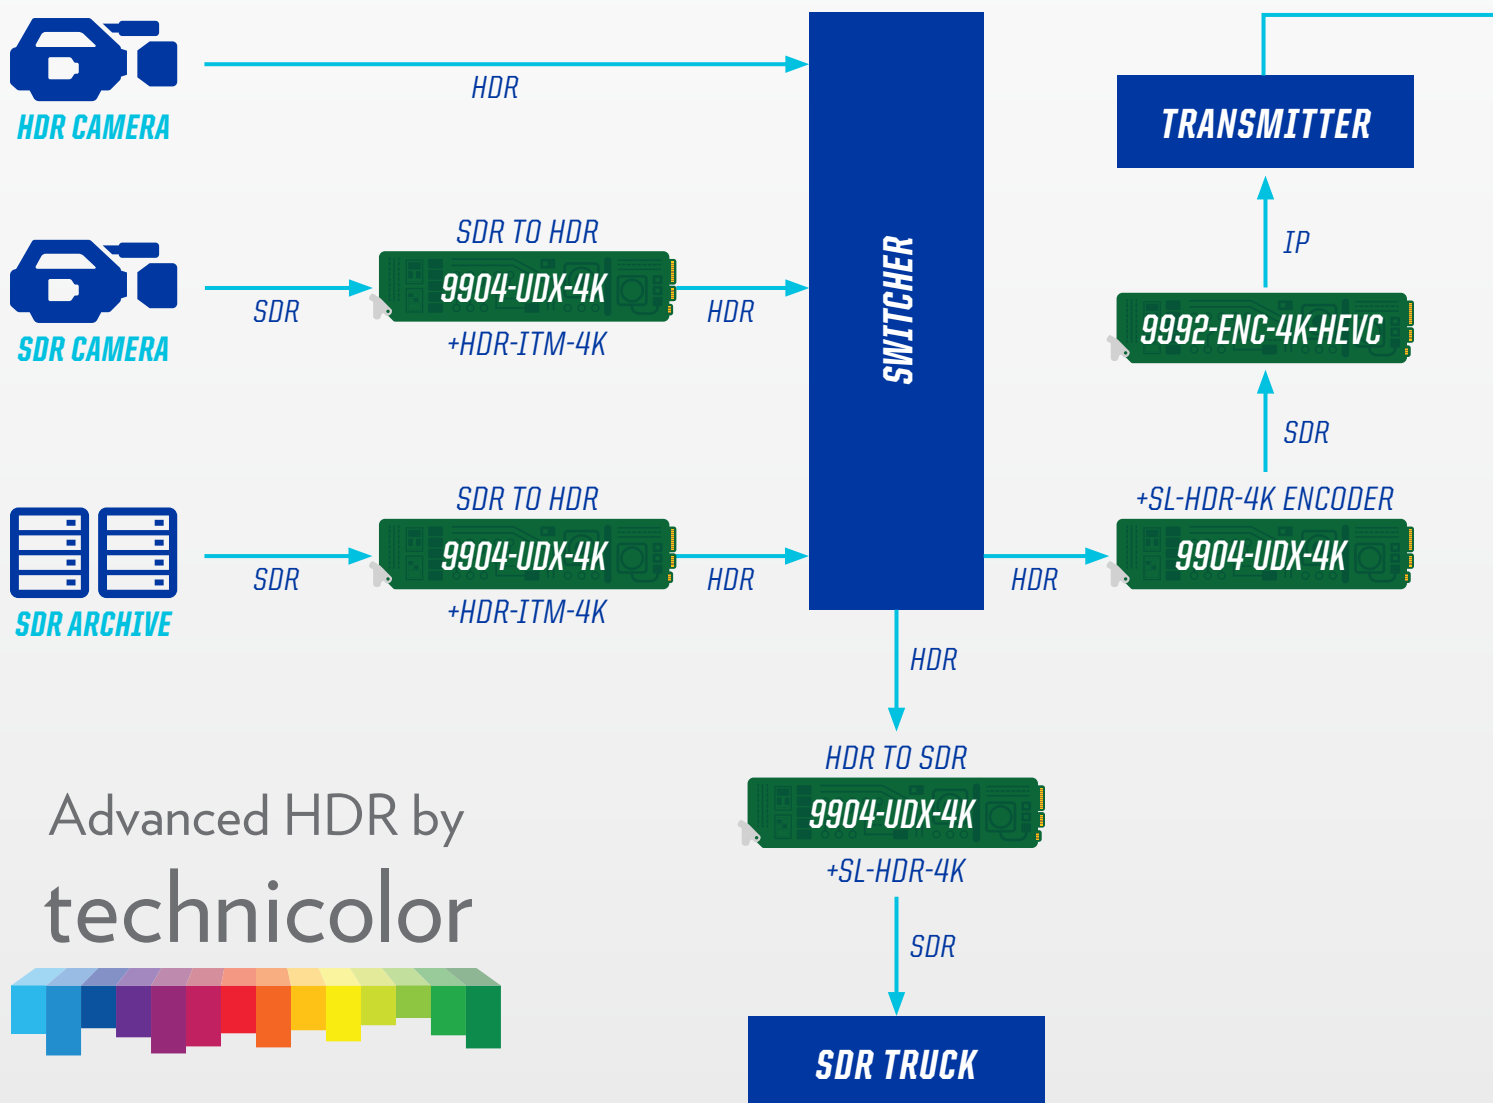 HDR CAMERA
HDR
SDR CAMERA
SDR
SDR TO HDR
9904-UDX-4K
+HDR-ITM-4K
HDR
SDR ARCHIVE
SDR
SDR TO HDR
9904-UDX-4K
+HDR-ITM-4K
HDR
SWITCHER
TRANSMITTER
IP
9992-ENC-4K-HEVC
SDR
+SL-HDR-4K ENCODER
9904-UDX-4K
HDR
HDR
HDR TO SDR
9904-UDX-4K
+SL-HDR-4K
SDR
SDR TRUCK
Advanced HDR by
technicolor